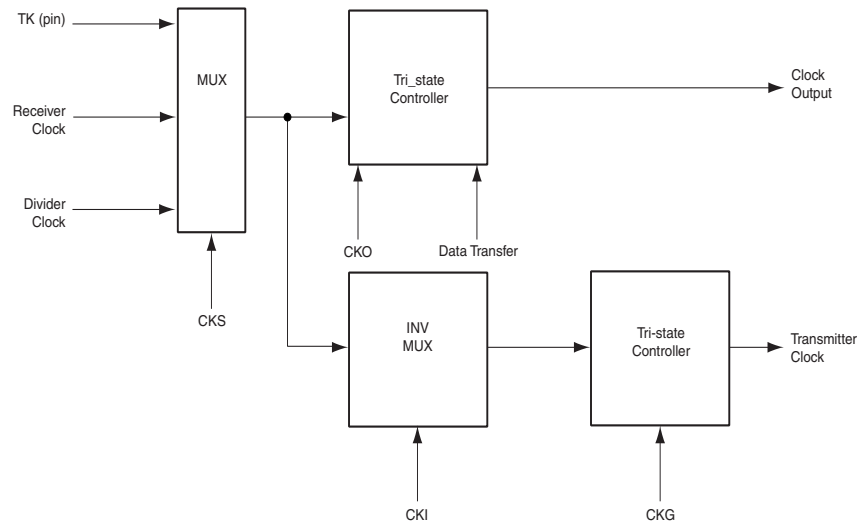 TK (pin)
MUX
Tri_state
Controller
Clock
Output
Receiver
Clock
Divider
Clock
CKO
Data Transfer
CKS
INV
MUX
Tri-state
Controller
Transmitter
Clock
CKI
CKG